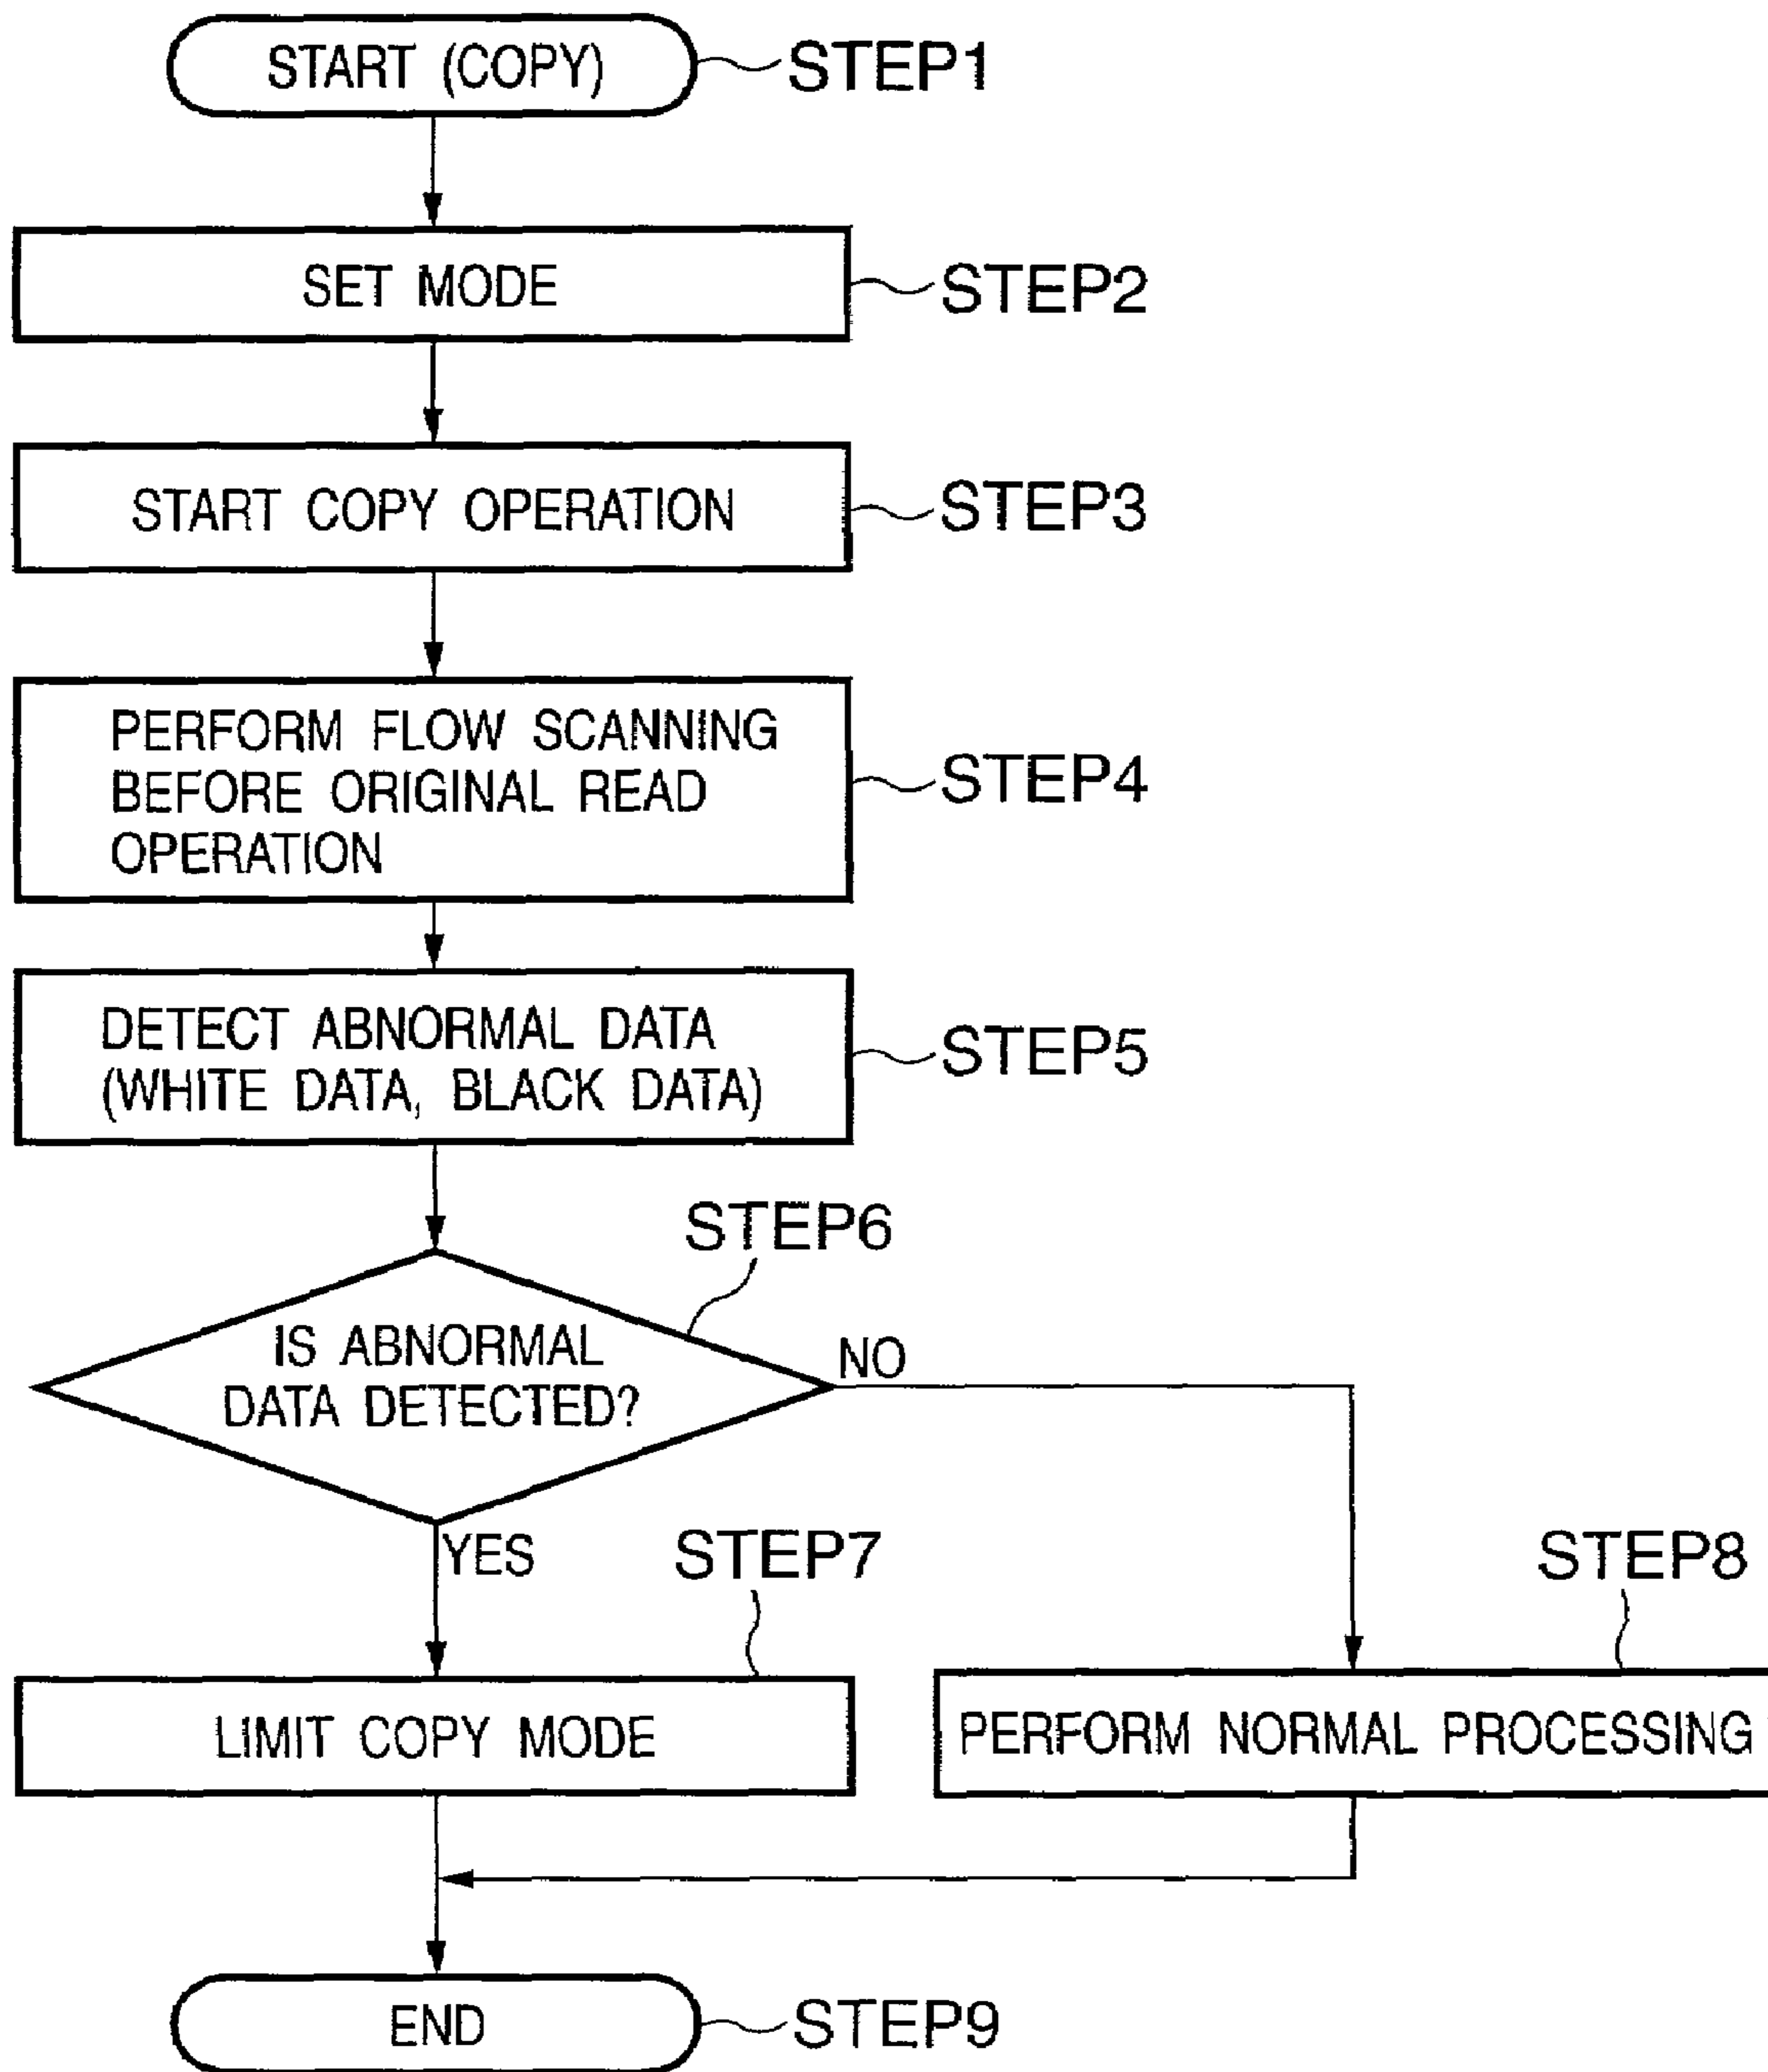 START (COPY)
STEP1
SET MODE
STEP2
START COPY OPERATION
STEP3
PERFORM FLOW SCANNING
BEFORE ORIGINAL READ
OPERATION
STEP4
DETECT ABNORMAL DATA
(WHITE DATA, BLACK DATA)
STEP5
STEP6
IS ABNORMAL
DATA DETECTED?
NO
YES
STEP7
STEP8
LIMIT COPY MODE
PERFORM NORMAL PROCESSING
END
STEP9